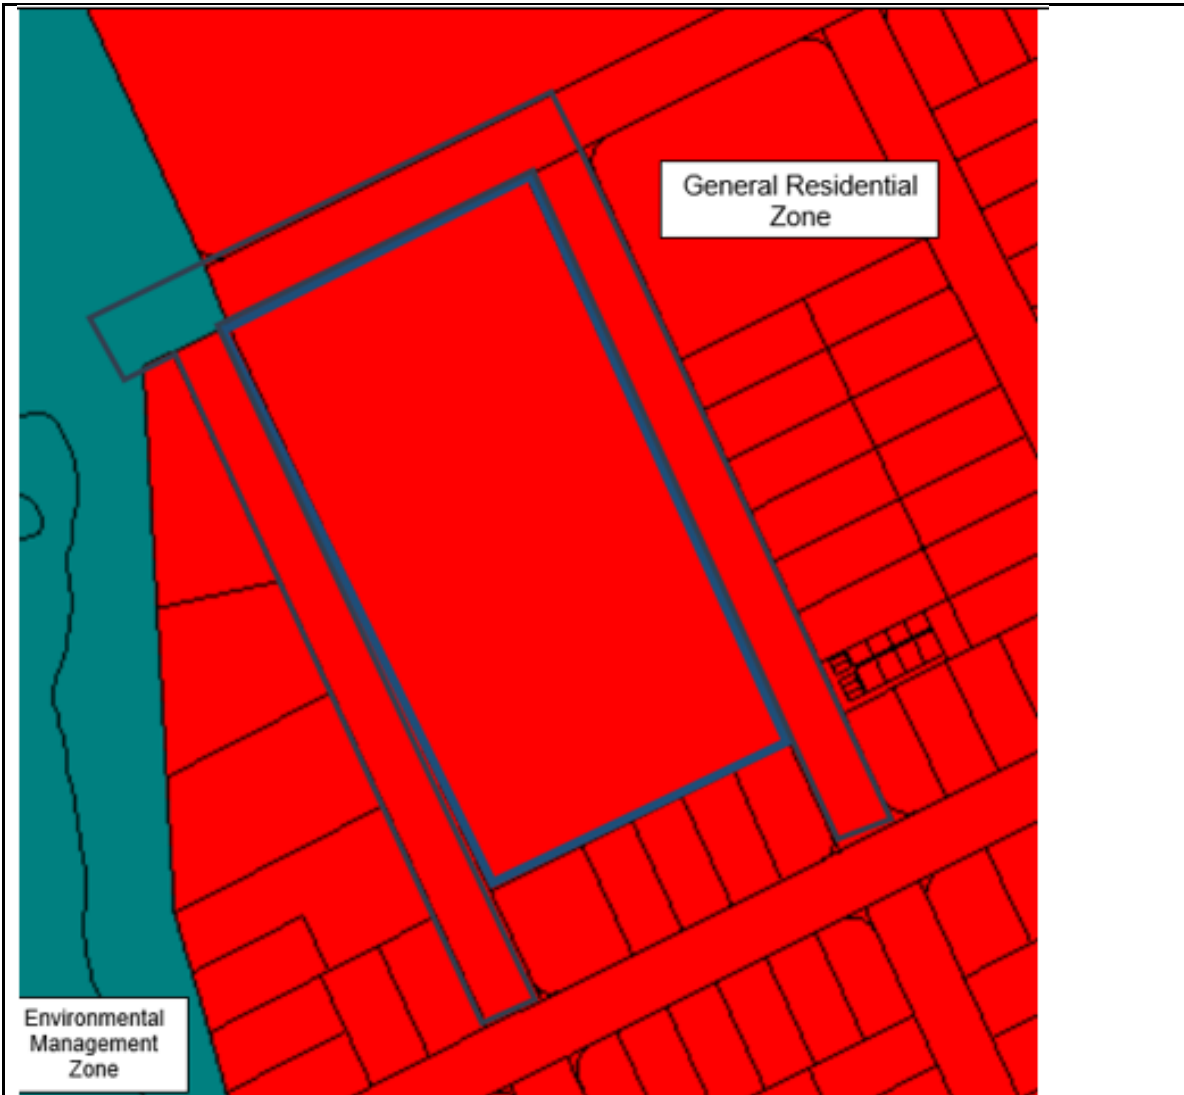 General Residential
Zone
Environmental
Management
Zone